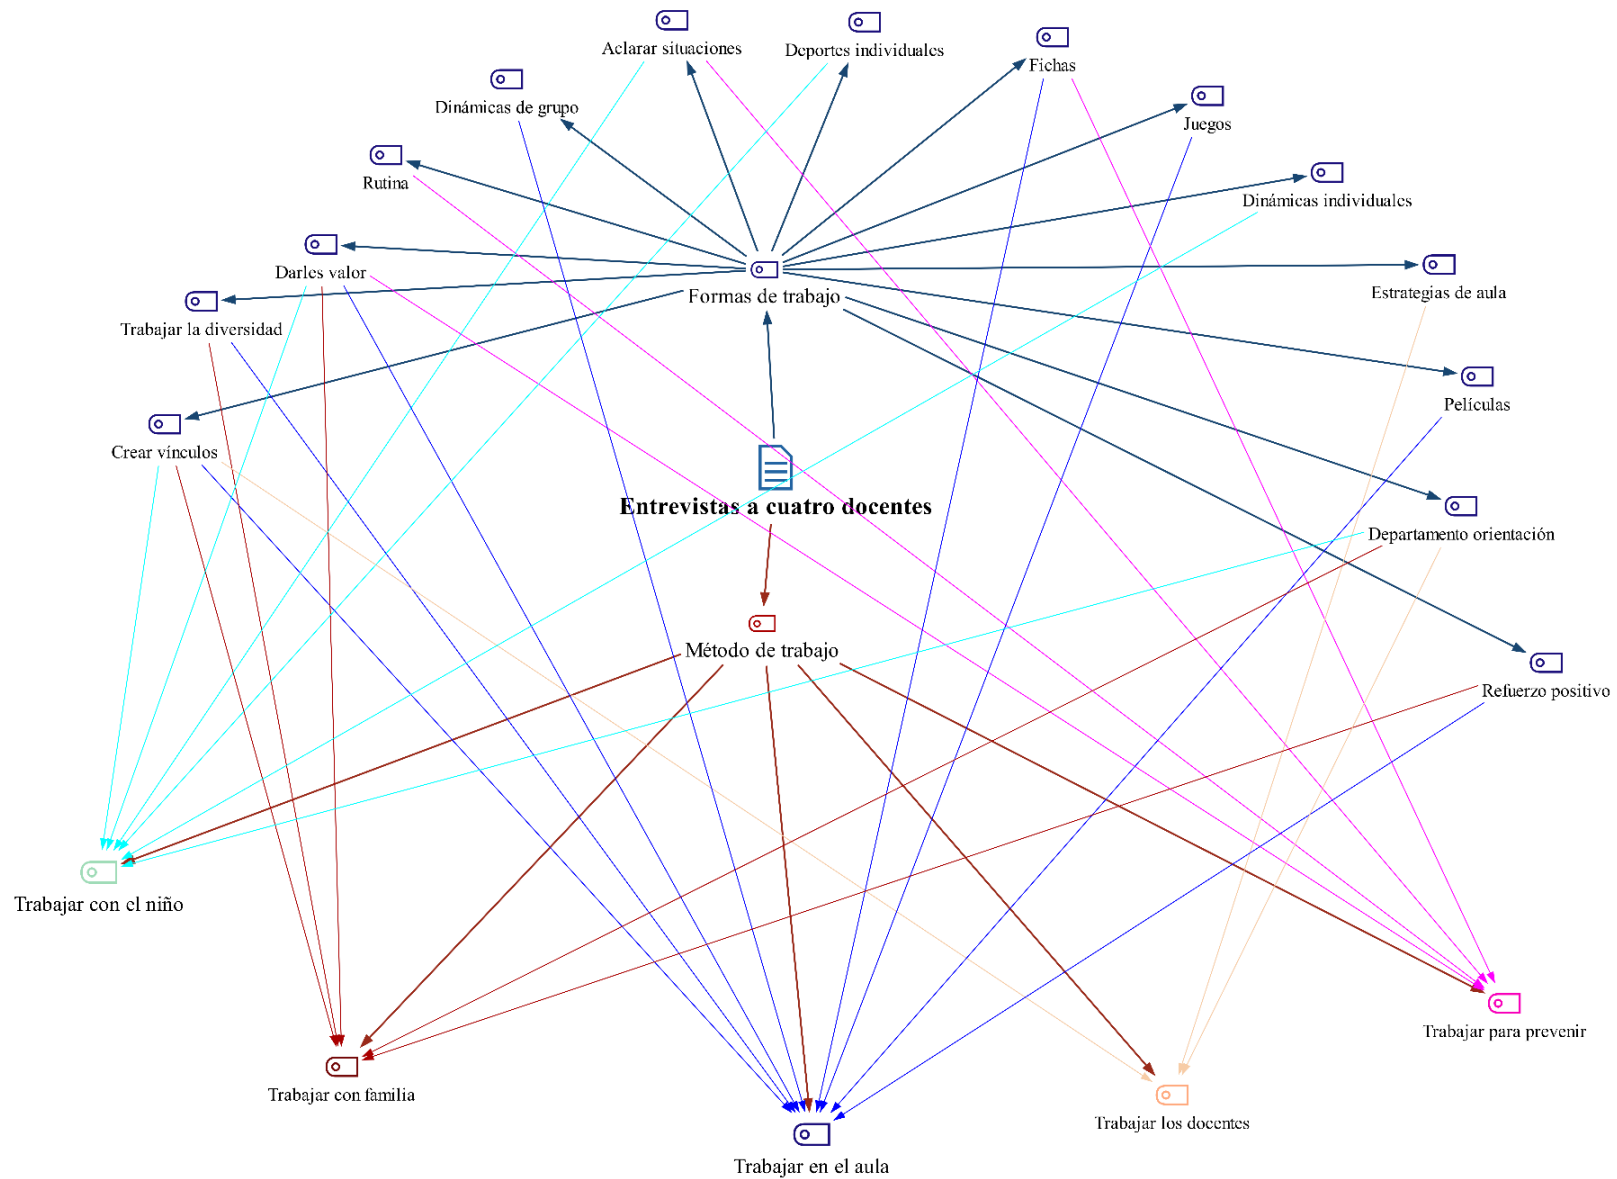 Aclarar situaciones
Deportes individuales
Fichas
Dinámicas de grupo
Juegos
Rutina
Dinámicas individuales
Darles valor
Formas de trabajo
Estrategias de aula
Trabajar la diversidad
Películas
Crear vínculos
Entrevistas a cuatro docentes
Departamento orientación
Método de trabajo
Refuerzo positivo
Trabajar con el niño
Trabajar para prevenir
Trabajar con familia
Trabajar los docentes
Trabajar en el aula